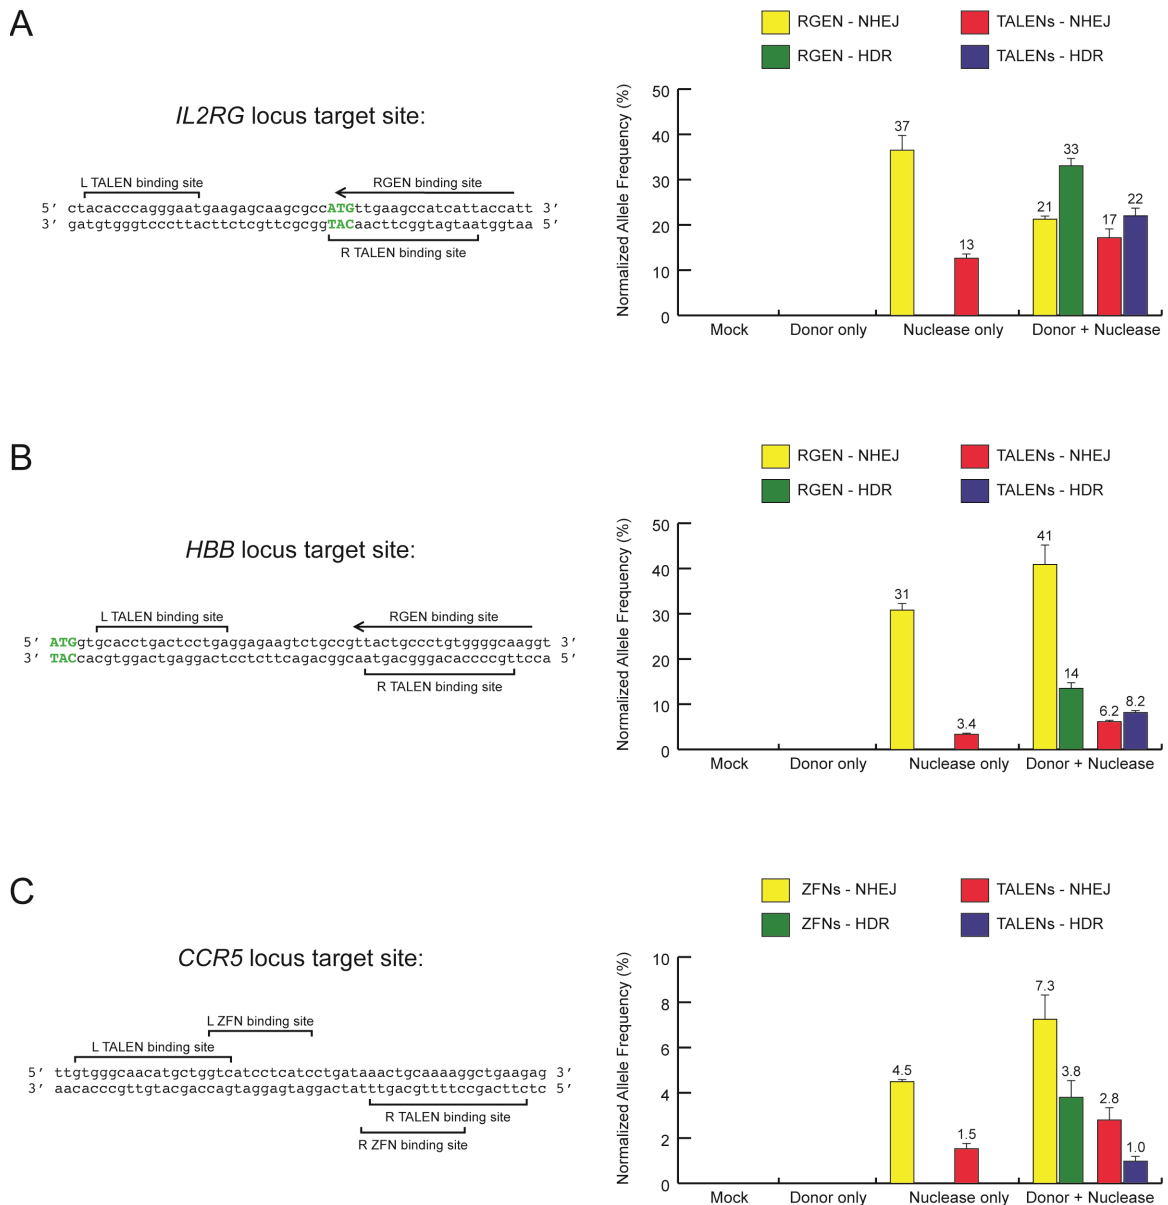 A
RGEN - NHEJ TALENs - NHEJ
RGEN - HDR TALENs - HDR
IL2RG locus target site:
L TALEN binding site RGEN binding site
5′ ctacacccagggaatgaagagcaagcgccATGttgaagccatcattaccatt 3′
3′ gatgtgggtcccttacttctcgttcgcggTACaacttcggtagtaatggtaa 5′
R TALEN binding site
Normalized Allele Frequency (%)
50
40
30
20
10
0
37
13
21
33
17
22
Mock Donor only Nuclease only Donor + Nuclease
B
RGEN - NHEJ TALENs - NHEJ
RGEN - HDR TALENs - HDR
HBB locus target site:
L TALEN binding site RGEN binding site
5′ ATGgtgcacctgactcctgaggagaagtctgccgttactgccctgtggggcaaggt 3′
3′ TACcacgtggactgaggactcctcttcagacggcaatgacgggacaccccgttcca 5′
R TALEN binding site
Normalized Allele Frequency (%)
50
40
30
20
10
0
31
3.4
41
14
6.2
8.2
Mock Donor only Nuclease only Donor + Nuclease
C
ZFNs - NHEJ TALENs - NHEJ
ZFNs - HDR TALENs - HDR
CCR5 locus target site:
L ZFN binding site
L TALEN binding site
5′ ttgtgggcaacatgctggtcatcctcatcctgataaactgcaaaaggctgaagag 3′
3′ aacacccgttgtacgaccagtaggagtaggactatttgacgttttccgacttctc 5′
R TALEN binding site
R ZFN binding site
Normalized Allele Frequency (%)
10
8
6
4
2
0
4.5
1.5
7.3
3.8
2.8
1.0
Mock Donor only Nuclease only Donor + Nuclease